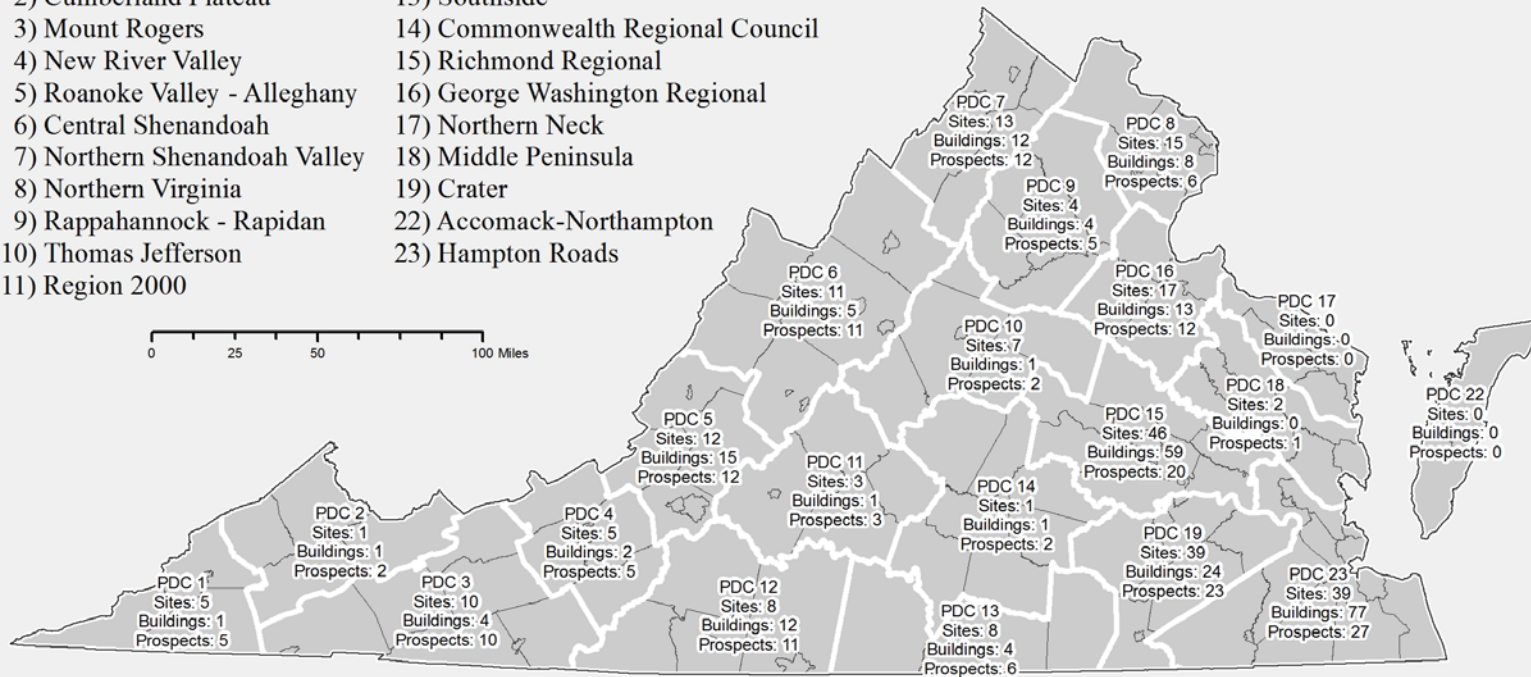 2) Cumberland Plateau
3) Mount Rogers
4) New River Valley
5) Roanoke Valley - Alleghany
6) Central Shenandoah
7) Northern Shenandoah Valley
8) Northern Virginia
9) Rappahannock - Rapidan
10) Thomas Jefferson
11) Region 2000
13) Southside
14) Commonwealth Regional Council
15) Richmond Regional
16) George Washington Regional
17) Northern Neck
18) Middle Peninsula
19) Crater
22) Accomack-Northampton
23) Hampton Roads
0 25 50 100 Miles
PDC 7
Sites: 13
Buildings: 12
Prospects: 12
PDC 8
Sites: 15
Buildings: 8
Prospects: 6
PDC 9
Sites: 4
Buildings: 4
Prospects: 5
PDC 6
Sites: 11
Buildings: 5
Prospects: 11
PDC 16
Sites: 17
Buildings: 13
Prospects: 12
PDC 17
Sites: 0
Buildings: 0
Prospects: 0
PDC 10
Sites: 7
Buildings: 1
Prospects: 2
PDC 18
Sites: 2
Buildings: 0
Prospects: 1
PDC 22
Sites: 0
Buildings: 0
Prospects: 0
PDC 5
Sites: 12
Buildings: 15
Prospects: 12
PDC 15
Sites: 46
Buildings: 59
Prospects: 20
PDC 11
Sites: 3
Buildings: 1
Prospects: 3
PDC 14
Sites: 1
Buildings: 1
Prospects: 2
PDC 2
Sites: 1
Buildings: 1
Prospects: 2
PDC 4
Sites: 5
Buildings: 2
Prospects: 5
PDC 19
Sites: 39
Buildings: 24
Prospects: 23
PDC 23
Sites: 39
Buildings: 77
Prospects: 27
PDC 1
Sites: 5
Buildings: 1
Prospects: 5
PDC 3
Sites: 10
Buildings: 4
Prospects: 10
PDC 12
Sites: 8
Buildings: 12
Prospects: 11
PDC 13
Sites: 8
Buildings: 4
Prospects: 6